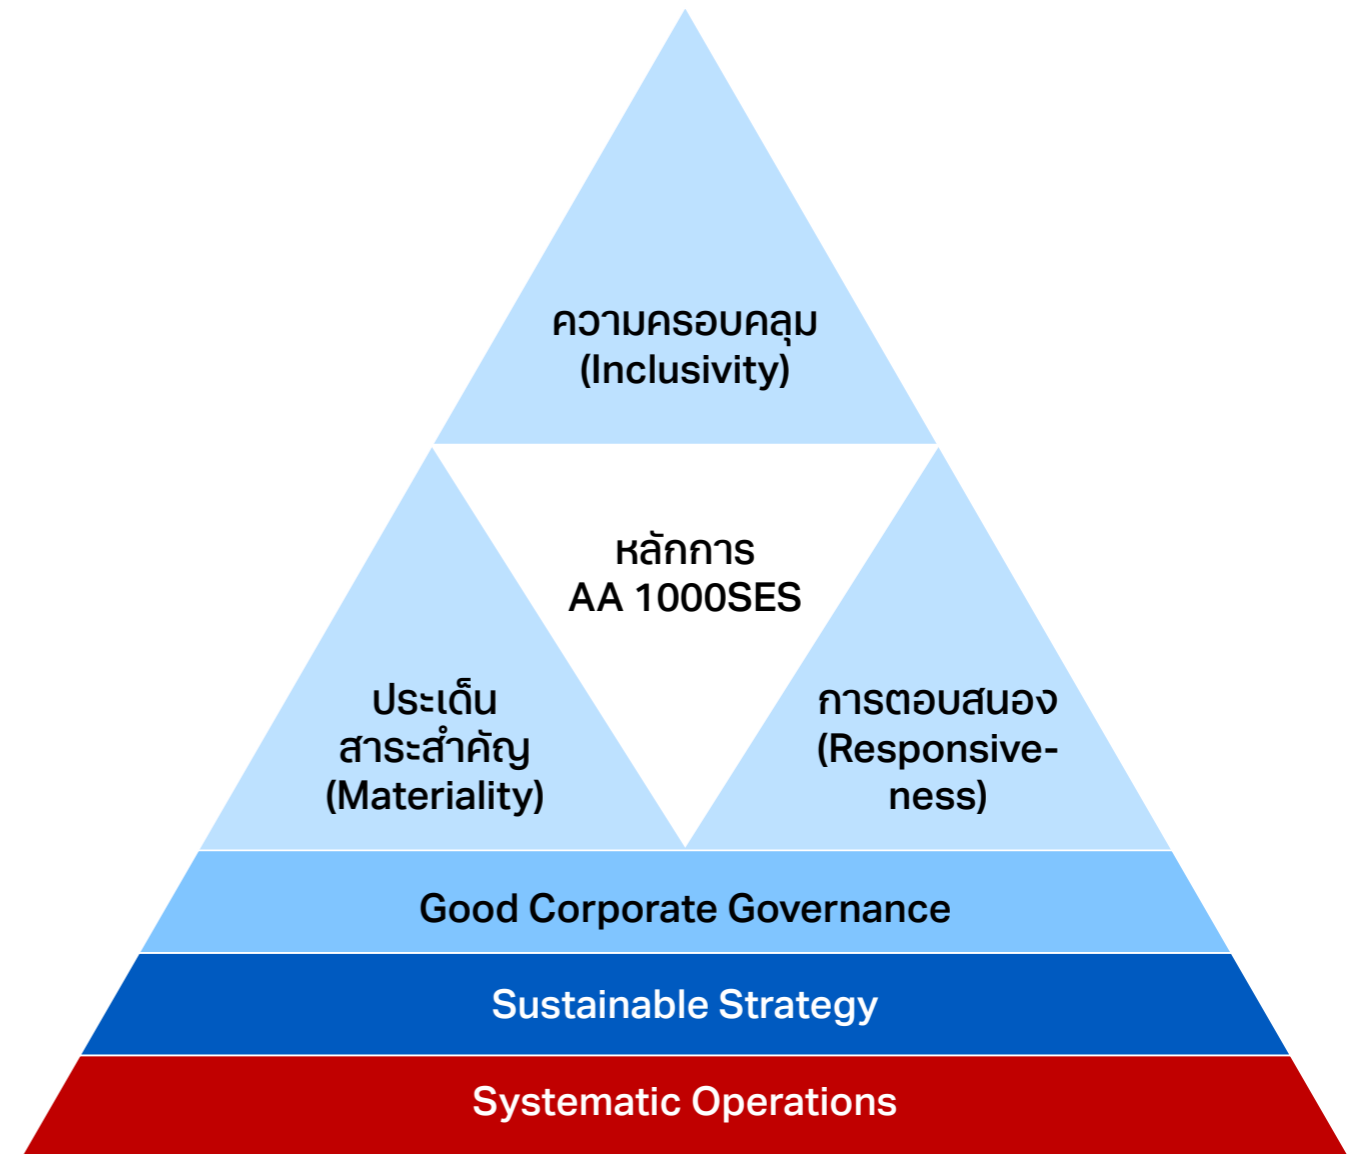 ความครอบคลุม
(Inclusivity)
หลักการ
AA 1000SES
ประเด็น
สาระสำคัญ
(Materiality)
การตอบสนอง
(Responsive-
ness)
Good Corporate Governance
Sustainable Strategy
Systematic Operations